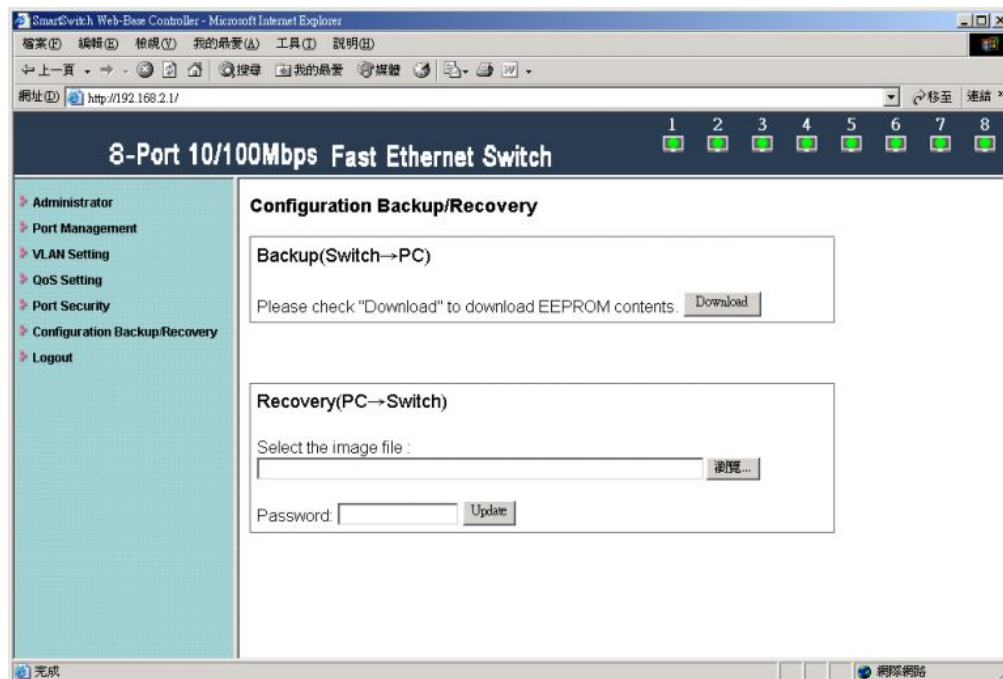 SmartSwitch Web-Base Controller - Microsoft Internet Explorer
檔案(F) 編輯(E) 檢視(V) 我的最愛(A) 工具(T) 說明(H)
上一頁 搜尋 我的最愛 媒體
網址(D) http://192.168.2.1/ 移至 連結 »
8-Port 10/100Mbps Fast Ethernet Switch
1 2 3 4 5 6 7 8
Administrator
Port Management
VLAN Setting
QoS Setting
Port Security
Configuration Backup/Recovery
Logout
Configuration Backup/Recovery
Backup(Switch→PC)
Please check "Download" to download EEPROM contents. Download
Recovery(PC→Switch)
Select the image file :
瀏覽...
Password: Update
完成 網際網路